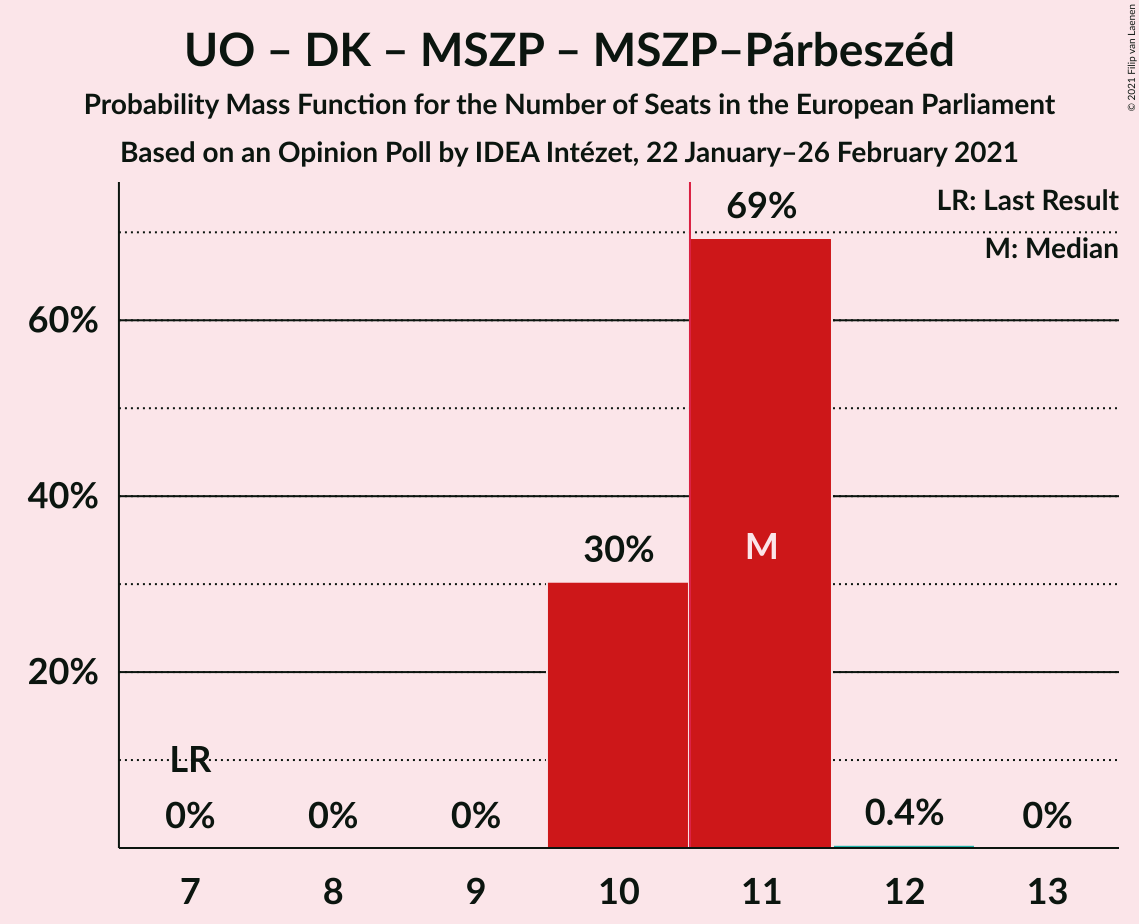 UO – DK – MSZP – MSZP–Párbeszéd
Probability Mass Function for the Number of Seats in the European Parliament
Based on an Opinion Poll by IDEA Intézet, 22 January–26 February 2021
© 2021 Filip van Laenen
LR: Last Result
M: Median
69%
60%
40%
30%
M
20%
LR
0%
0%
0%
0.4%
0%
7
8
9
10
11
12
13